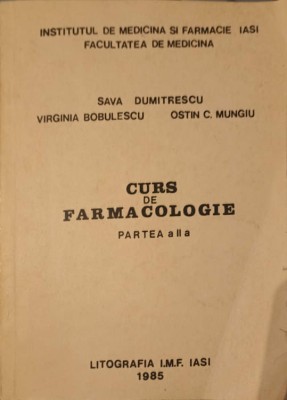 INSTITUTUL DE MEDICINA SI FARMACIE IASI
FACULTATEA DE MEDICINA
SAVA DUMITRESCU
VIRGINIA BOBULESCU OSTIN C. MUNGIU
CURS
DE
FARMACOLOGIE
PARTEA a II a
LITOGRAFIA I.M.F. IASI
1985